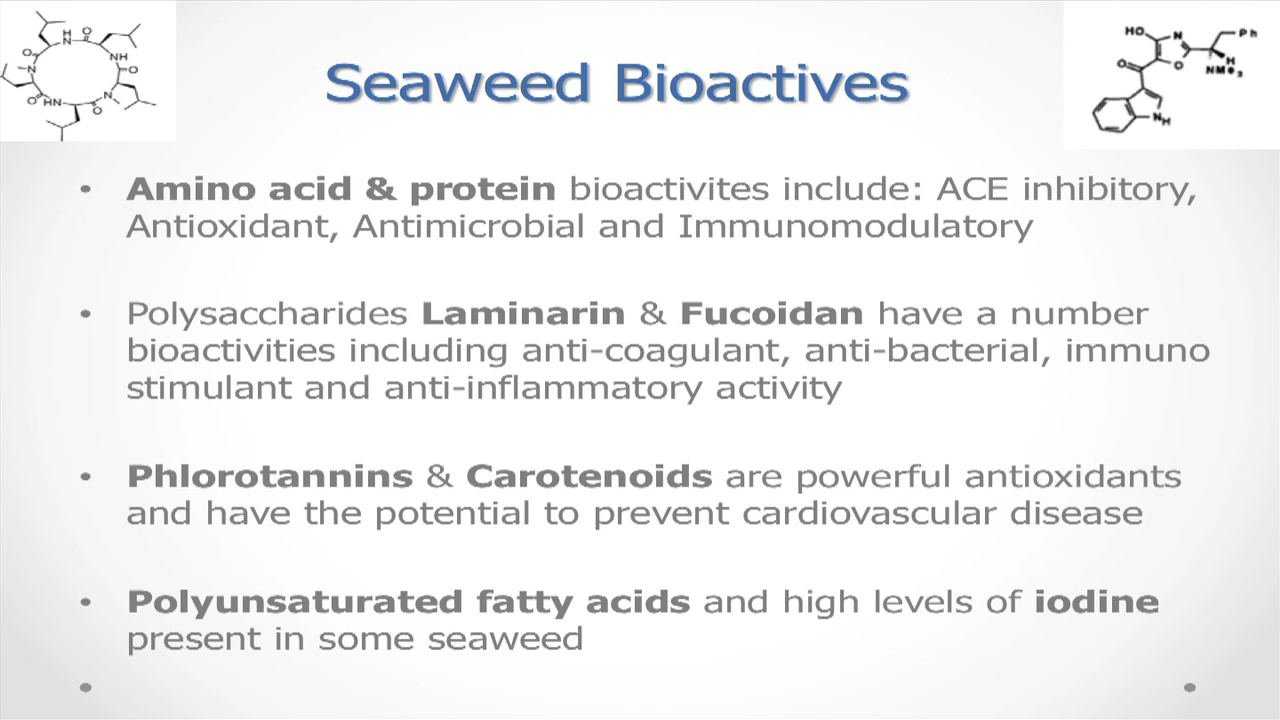 Seaweed Bioactives
• Amino acid & protein bioactivites include: ACE inhibitory,
Antioxidant, Antimicrobial and Immunomodulatory
• Polysaccharides Laminarin & Fucoidan have a number
bioactivities including anti-coagulant, anti-bacterial, immuno
stimulant and anti-inflammatory activity
• Phlorotannins & Carotenoids are powerful antioxidants
and have the potential to prevent cardiovascular disease
• Polyunsaturated fatty acids and high levels of iodine
present in some seaweed